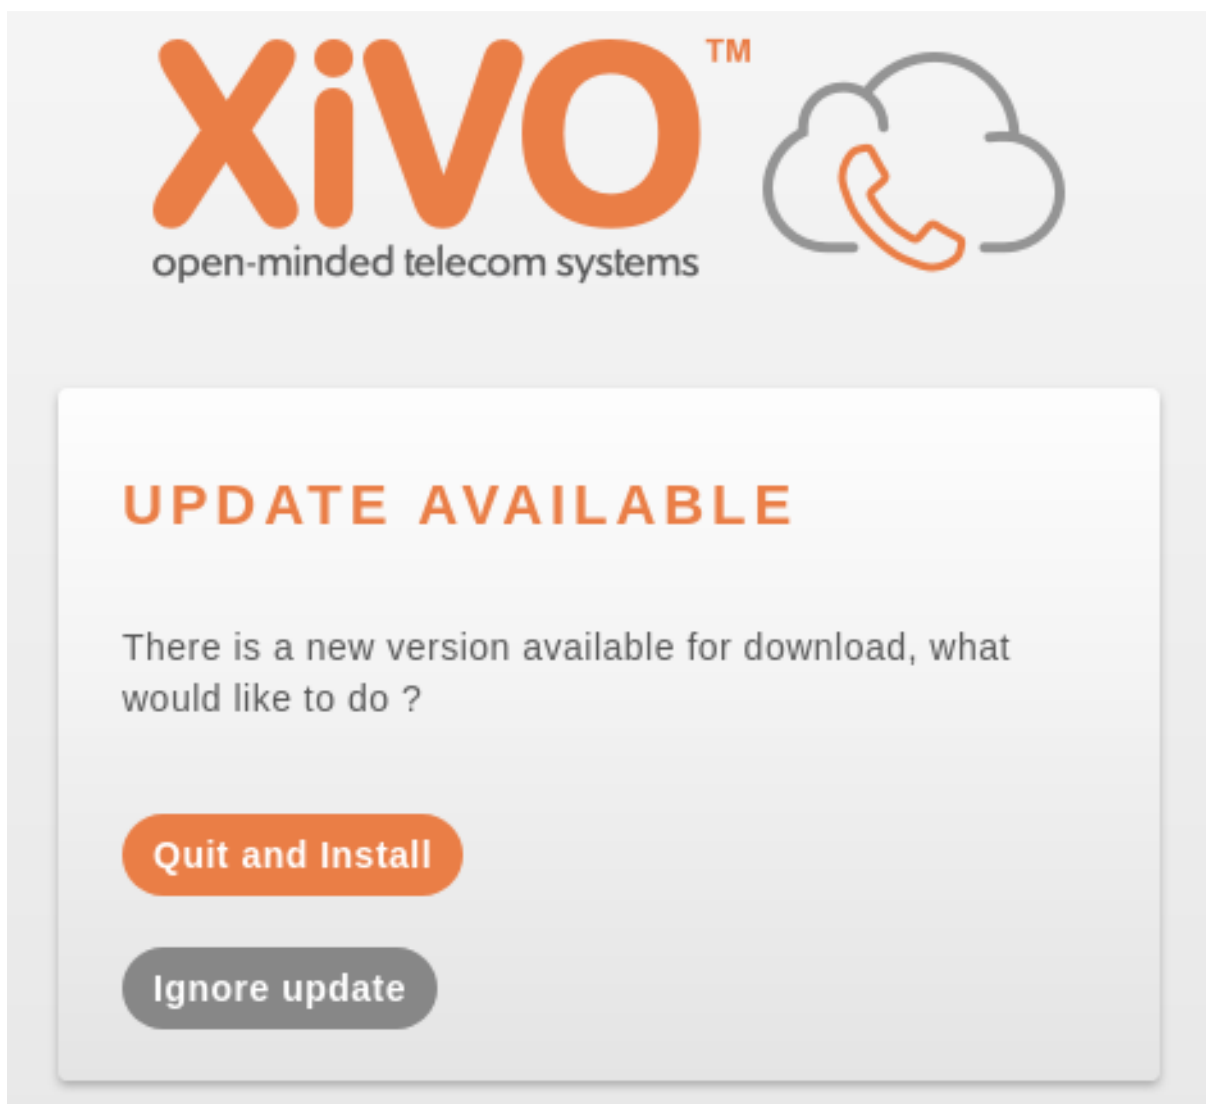 XiVO™
open-minded telecom systems
UPDATE AVAILABLE
There is a new version available for download, what
would like to do ?
Quit and Install
Ignore update